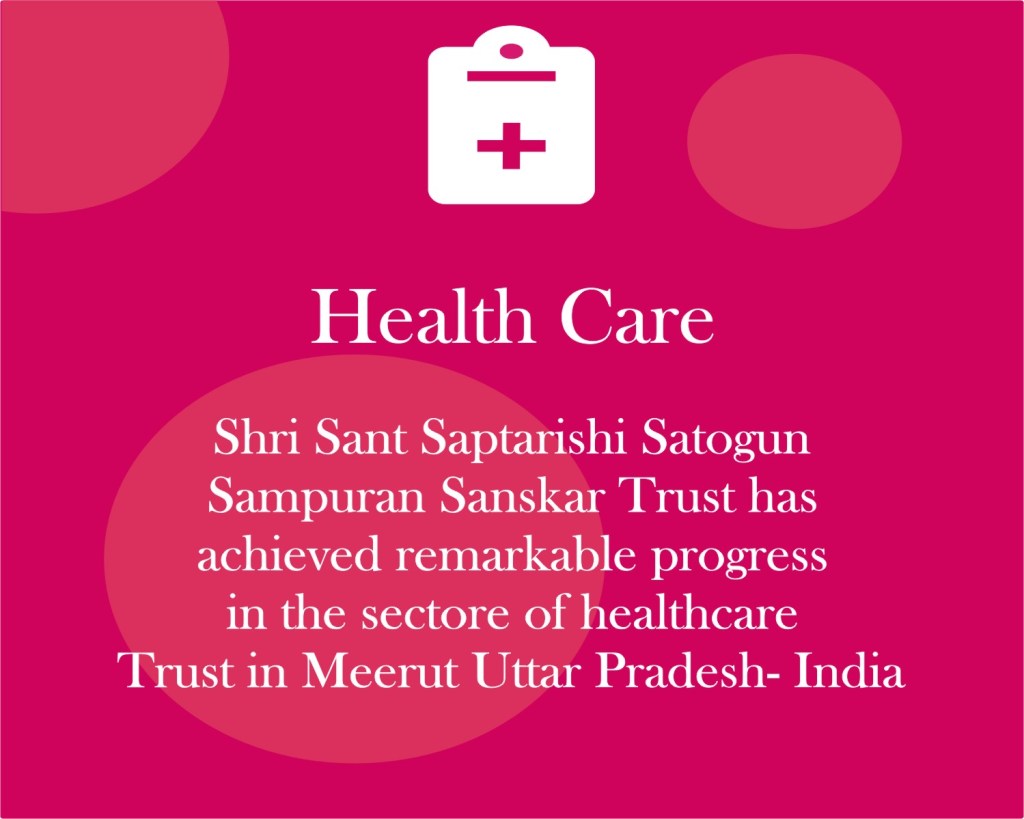 Health Care
Shri Sant Saptarishi Satogun
Sampuran Sanskar Trust has
achieved remarkable progress
in the sectore of healthcare
Trust in Meerut Uttar Pradesh- India